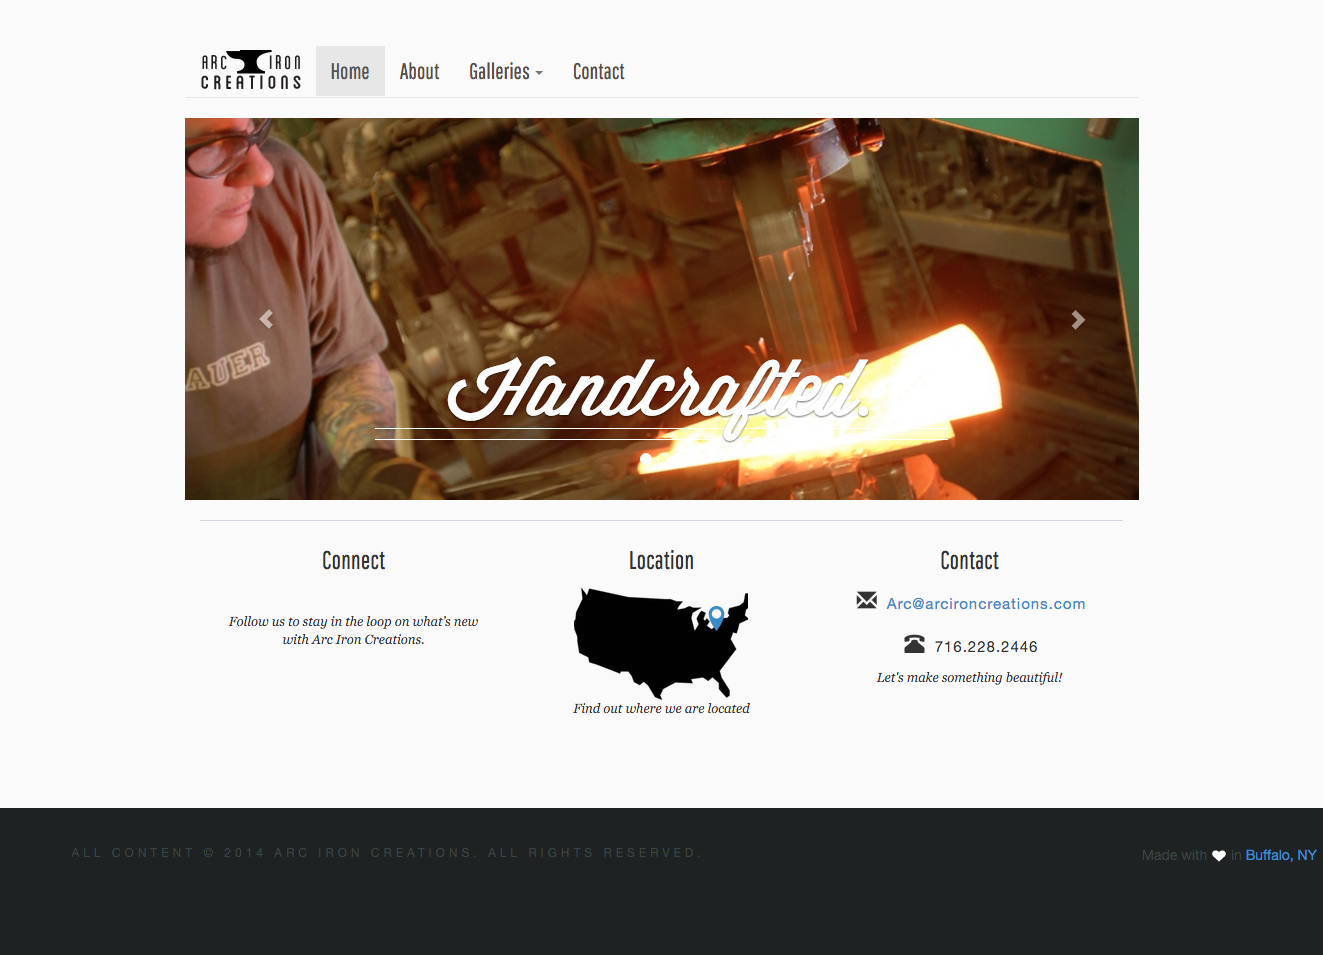 ARC IRON
CREATIONS
Home
About
Galleries
Contact
AUER
Handcrafted.
Connect
Follow us to stay in the loop on what's new
with Arc Iron Creations.
Location
Find out where we are located
Contact
Arc@arcironcreations.com
716.228.2446
Let's make something beautiful!
ALL CONTENT © 2014 ARC IRON CREATIONS. ALL RIGHTS RESERVED.
Made with ♥ in Buffalo, NY